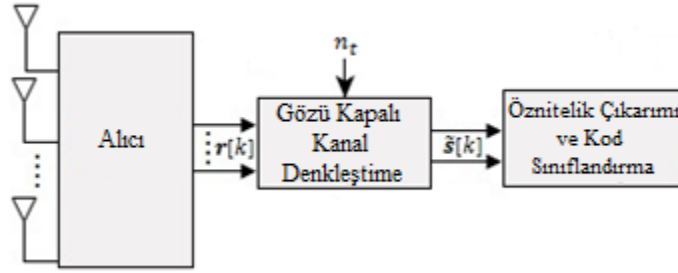 n_t
Alıcı
r[k]
Gözü Kapalı
Kanal
Denkleştime
s̃[k]
Öznitelik Çıkarımı
ve Kod
Sınıflandırma